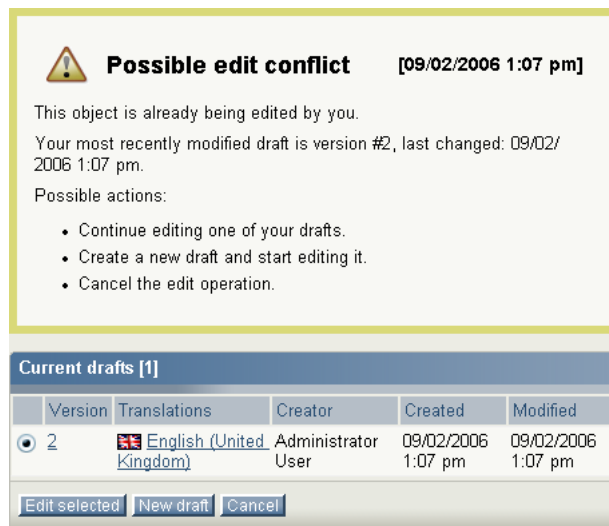 Possible edit conflict [09/02/2006 1:07 pm]
This object is already being edited by you.
Your most recently modified draft is version #2, last changed: 09/02/
2006 1:07 pm.
Possible actions:
• Continue editing one of your drafts.
• Create a new draft and start editing it.
• Cancel the edit operation.
Current drafts [1]
Version Translations Creator Created Modified
2 English (United Administrator 09/02/2006 09/02/2006
Kingdom) User 1:07 pm 1:07 pm
Edit selected New draft Cancel